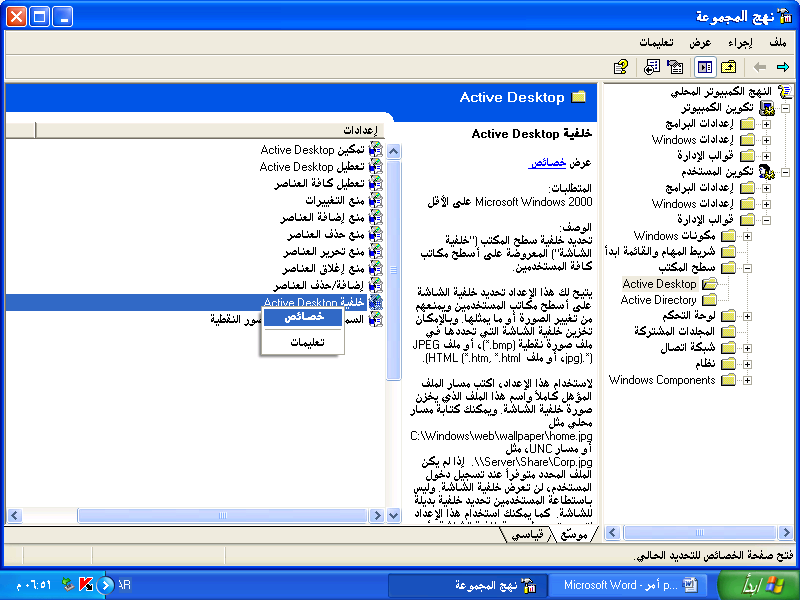 نهج المجموعة
ملف إجراء عرض تعليمات
النهج الكمبيوتر المحلي
تكوين الكمبيوتر
إعدادات البرامج
إعدادات Windows
قوالب الإدارة
تكوين المستخدم
إعدادات البرامج
إعدادات Windows
قوالب الإدارة
مكونات Windows
شريط المهام والقائمة ابدأ
سطح المكتب
Active Desktop
Active Directory
لوحة التحكم
المجلدات المشتركة
شبكة اتصال
نظام
Windows Components
Active Desktop
خلفية Active Desktop
عرض خصائص
المتطلبات:
Microsoft Windows 2000 على الأقل
الوصف:
تحديد خلفية سطح المكتب ("خلفية
الشاشة") المعروضة على أسطح مكاتب
كافة المستخدمين.
يتيح لك هذا الإعداد تحديد خلفية الشاشة
على أسطح مكاتب المستخدمين ويمنعهم
من تغيير الصورة أو ما يمثلها. وبالإمكان
تخزين خلفية الشاشة التي تحددها في
ملف صورة نقطية (bmp.*)، أو ملف JPEG
(*.jpg)، أو ملف HTML (*.htm, *.html).
لاستخدام هذا الإعداد، اكتب مسار الملف
المؤهل كاملاً واسم هذا الملف الذي يخزن
صورة خلفية الشاشة. ويمكنك كتابة مسار
محلي مثل
C:\Windows\web\wallpaper\home.jpg
أو مسار UNC، مثل
\\Server\Share\Corp.jpg. إذا لم يكن
الملف المحدد متوفراً عند تسجيل دخول
المستخدم، لن تعرض خلفية الشاشة. وليس
باستطاعة المستخدمين تحديد خلفية بديلة
للشاشة. كما يمكنك استخدام هذا الإعداد
إعدادات
تمكين Active Desktop
تعطيل Active Desktop
تعطيل كافة العناصر
منع التغييرات
منع إضافة العناصر
منع حذف العناصر
منع تحرير العناصر
منع إغلاق العناصر
إضافة/حذف العناصر
خلفية Active Desktop
النقطية
خصائص
تعليمات
موسّع قياسي
فتح صفحة الخصائص للتحديد الحالي.
ابدأ
أمر p... - Microsoft Word
نهج المجموعة
AR
٠٦:٥١ م